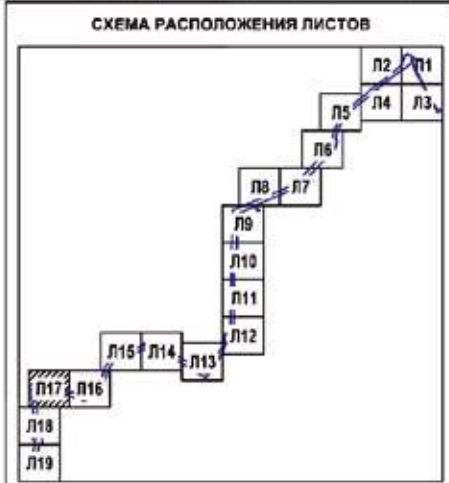 СХЕМА РАСПОЛОЖЕНИЯ ЛИСТОВ
Л2 Л1
Л4 Л3
Л5
Л6
Л8 Л7
Л9
Л10
Л11
Л12
Л15 Л14 Л13
Л17 Л16
Л18
Л19